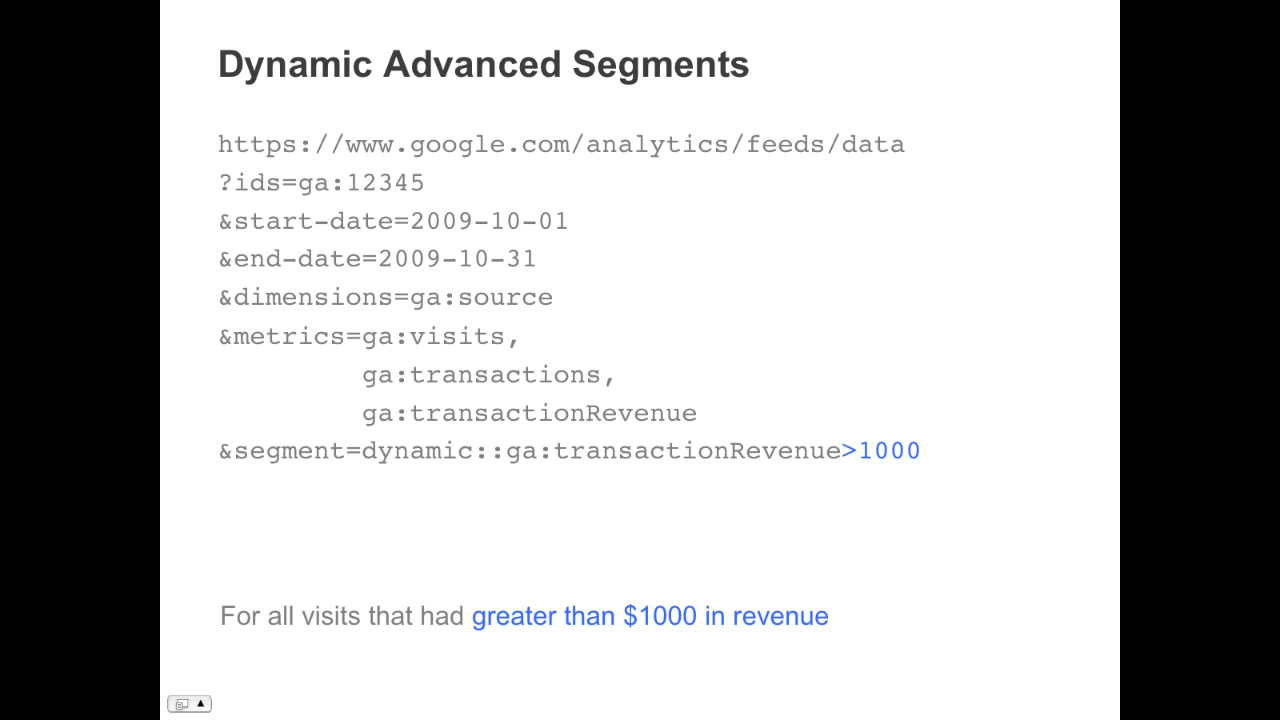 Dynamic Advanced Segments
https://www.google.com/analytics/feeds/data
?ids=ga:12345
&start-date=2009-10-01
&end-date=2009-10-31
&dimensions=ga:source
&metrics=ga:visits,
ga:transactions,
ga:transactionRevenue
&segment=dynamic::ga:transactionRevenue>1000
For all visits that had greater than $1000 in revenue